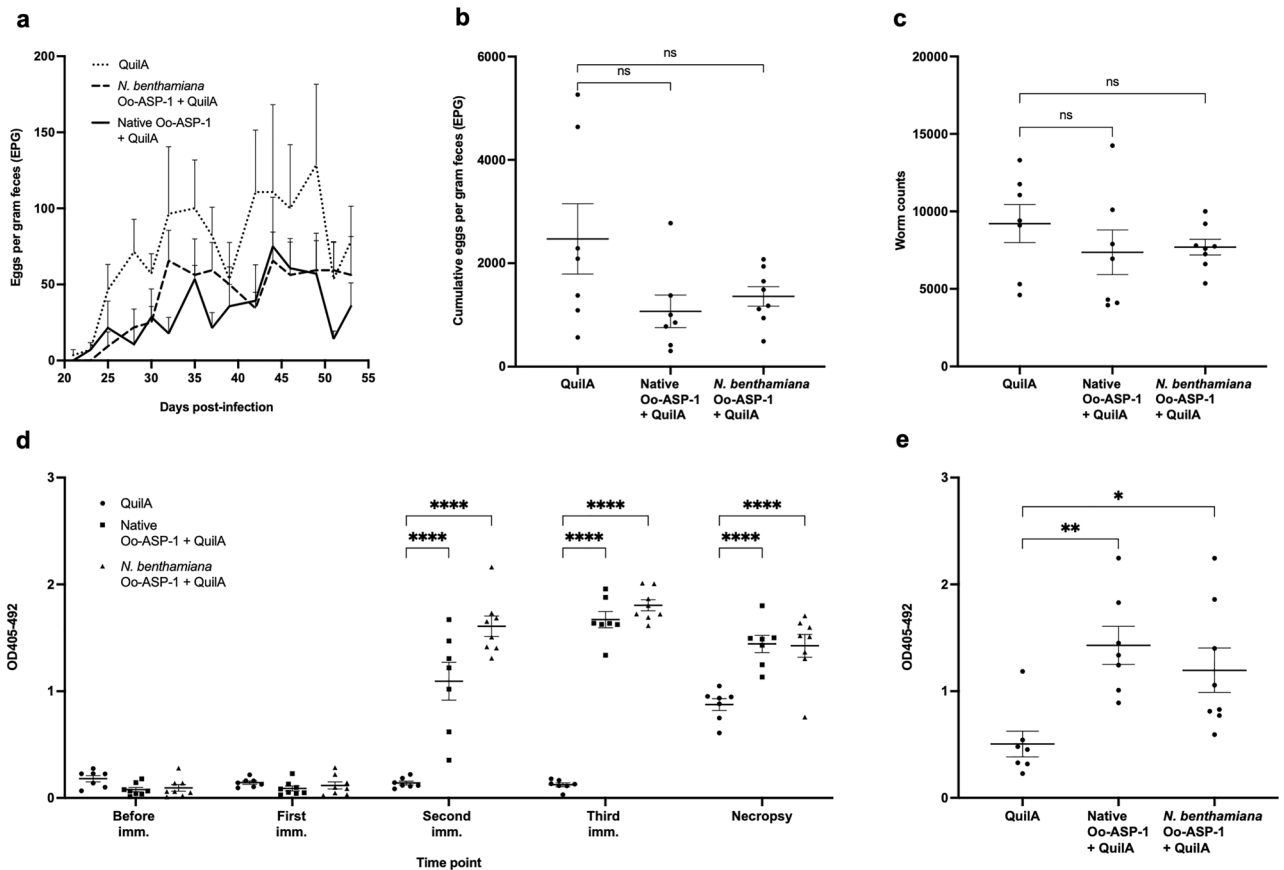 a
200
150
100
50
0
20
25
30
35
40
45
50
55
Eggs per gram feces (EPG)
Days post-infection
QuilA
N. benthamiana
Oo-ASP-1 + QuilA
Native Oo-ASP-1
+ QuilA
b
6000
4000
2000
0
Cumulative eggs per gram feces (EPG)
ns
ns
QuilA
Native
Oo-ASP-1
+ QuilA
N. benthamiana
Oo-ASP-1
+ QuilA
c
20000
15000
10000
5000
0
Worm counts
ns
ns
QuilA
Native
Oo-ASP-1
+ QuilA
N. benthamiana
Oo-ASP-1
+ QuilA
d
3
2
1
0
OD405-492
QuilA
Native
Oo-ASP-1 + QuilA
N. benthamiana
Oo-ASP-1 + QuilA
****
****
****
****
****
****
Before
imm.
First
imm.
Second
imm.
Third
imm.
Necropsy
Time point
e
3
2
1
0
OD405-492
*
**
QuilA
Native
Oo-ASP-1
+ QuilA
N. benthamiana
Oo-ASP-1
+ QuilA